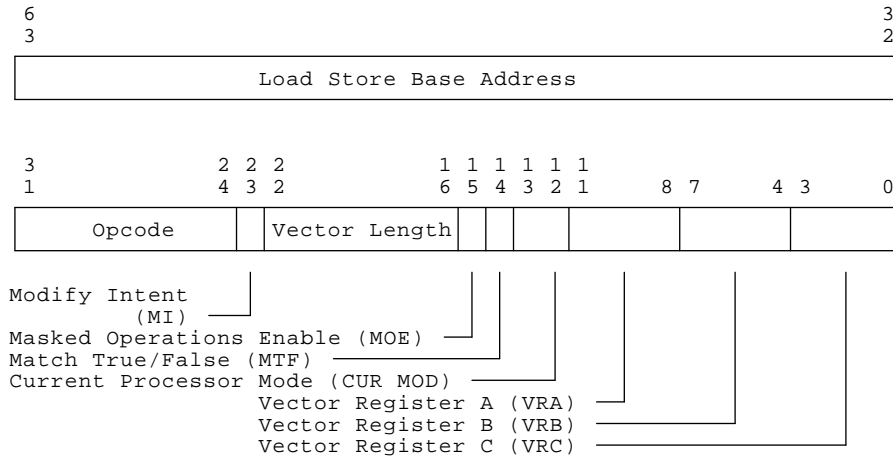 6 3
3 2
Load Store Base Address
3 2 2 2 1 1 1 1 1 1
1 4 3 2 6 5 4 3 2 1 8 7 4 3 0
Opcode Vector Length
Modify Intent
(MI)
Masked Operations Enable (MOE)
Match True/False (MTF)
Current Processor Mode (CUR MOD)
Vector Register A (VRA)
Vector Register B (VRB)
Vector Register C (VRC)